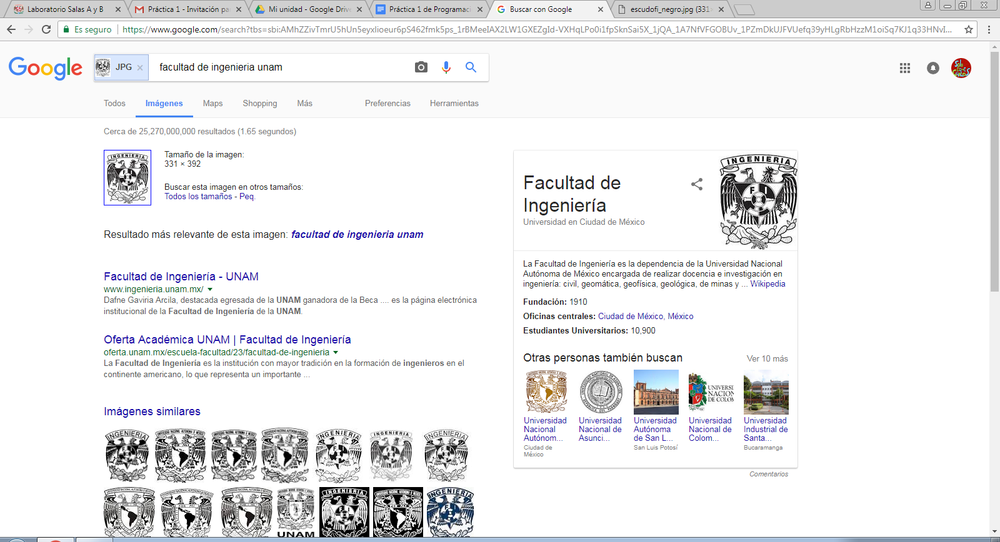 Laboratorio Salas A y B
Práctica 1 - Invitación pa
Mi unidad - Google Drive
Práctica 1 de Programaci
Buscar con Google
escudofi_negro.jpg (331×
Es seguro
https://www.google.com/search?tbs=sbi:AMhZZivTmrU5hUn5eyxlioeur6pS462fmk5ps_1rBMeeIAX2LW1GXEZgId-VXHqLPo0i1fpSknSai5X_1jQA_1A7NfVFGOBUv_1PZmDkUJFVUefq39yHLgRbHzzM1oiSq7KJ1q33HNvI...
Google
JPG
facultad de ingenieria unam
Todos
Imágenes
Maps
Shopping
Más
Preferencias
Herramientas
Cerca de 25,270,000,000 resultados (1.65 segundos)
INGENIERIA
Tamaño de la imagen:
331 × 392
Buscar esta imagen en otros tamaños:
Todos los tamaños - Peq.
Resultado más relevante de esta imagen: facultad de ingenieria unam
Facultad de Ingeniería - UNAM
www.ingenieria.unam.mx/
Dafne Gaviria Arcila, destacada egresada de la UNAM ganadora de la Beca .... es la página electrónica
institucional de la Facultad de Ingeniería de la UNAM.
Oferta Académica UNAM | Facultad de Ingeniería
oferta.unam.mx/escuela-facultad/23/facultad-de-ingenieria
La Facultad de Ingeniería es la institución con mayor tradición en la formación de ingenieros en el
continente americano, lo que representa un importante ...
Imágenes similares
INGENIERIA
INGENIERIA
INGENIERIA
INGENIERIA
INGENIERIA
INGENIERIA
UNAM
Facultad de
Ingeniería
Universidad en Ciudad de México
INGENIERIA
F I
La Facultad de Ingeniería es la dependencia de la Universidad Nacional
Autónoma de México encargada de realizar docencia e investigación en
ingeniería: civil, geomática, geofísica, geológica, de minas y ... Wikipedia
Fundación: 1910
Oficinas centrales: Ciudad de México, México
Estudiantes Universitarios: 10,900
Otras personas también buscan
Ver 10 más
UNIVERSI
NACION
DE COLOM
Universidad
Nacional
Autónom...
Ciudad de
México
Universidad
Nacional de
Asunci...
Universidad
Autónoma
de San L...
San Luis Potosí
Universidad
Nacional de
Colom...
Universidad
Industrial de
Santa...
Bucaramanga
Comentarios